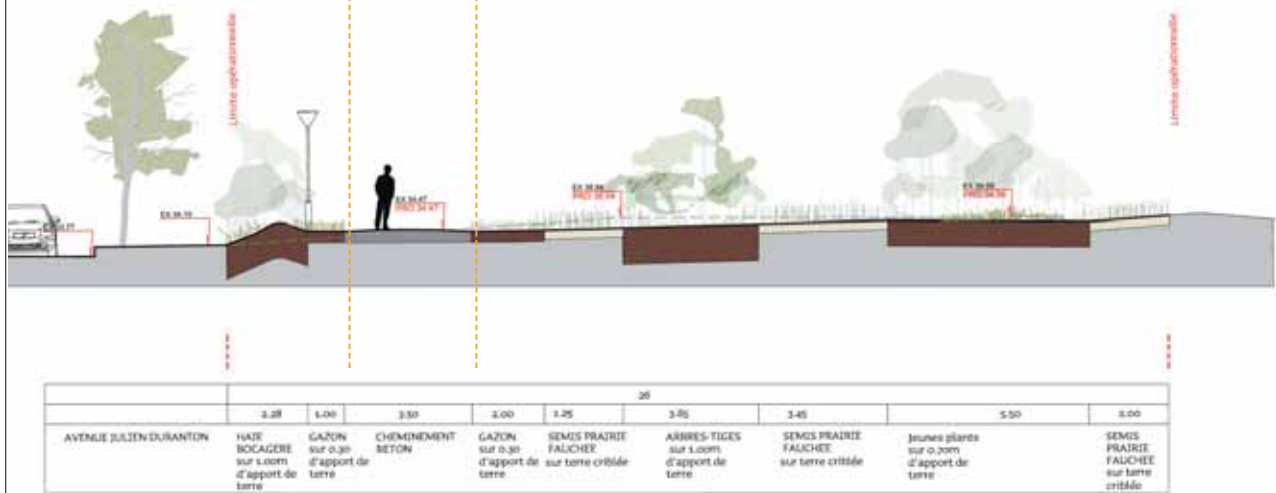 Limite opérationnelle
Limite opérationnelle
26
2.28 1.00 3.50 2.00 3.45 5.50 2.00
AVENUE JULIEN DURANTON
HAIE
BOCAGERE
sur 1.00m
d'apport de
terre
GAZON
sur 0.30
d'apport de
terre
CHEMINEMENT
BETON
GAZON
sur 0.30
d'apport de
terre
SEMIS PRAIRIE
FAUCHEE
sur terre criblée
ARBRES-TIGES
sur 1.00m
d'apport de
terre
SEMIS PRAIRIE
FAUCHEE
sur terre criblée
Jeunes plants
sur 0.70m
d'apport de
terre
SEMIS
PRAIRIE
FAUCHEE
sur terre
criblée